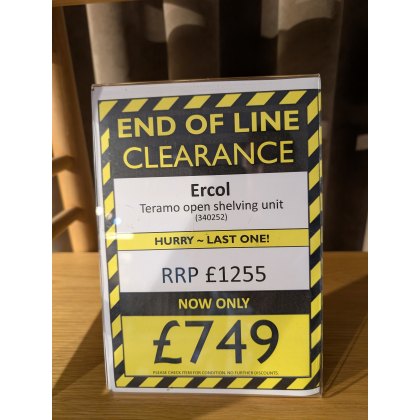 END OF LINE
CLEARANCE
Ercol
Teramo open shelving unit
(340252)
HURRY ~ LAST ONE!
RRP £1255
NOW ONLY
£749
PLEASE CHECK ITEM FOR CONDITION. NO FURTHER DISCOUNTS.